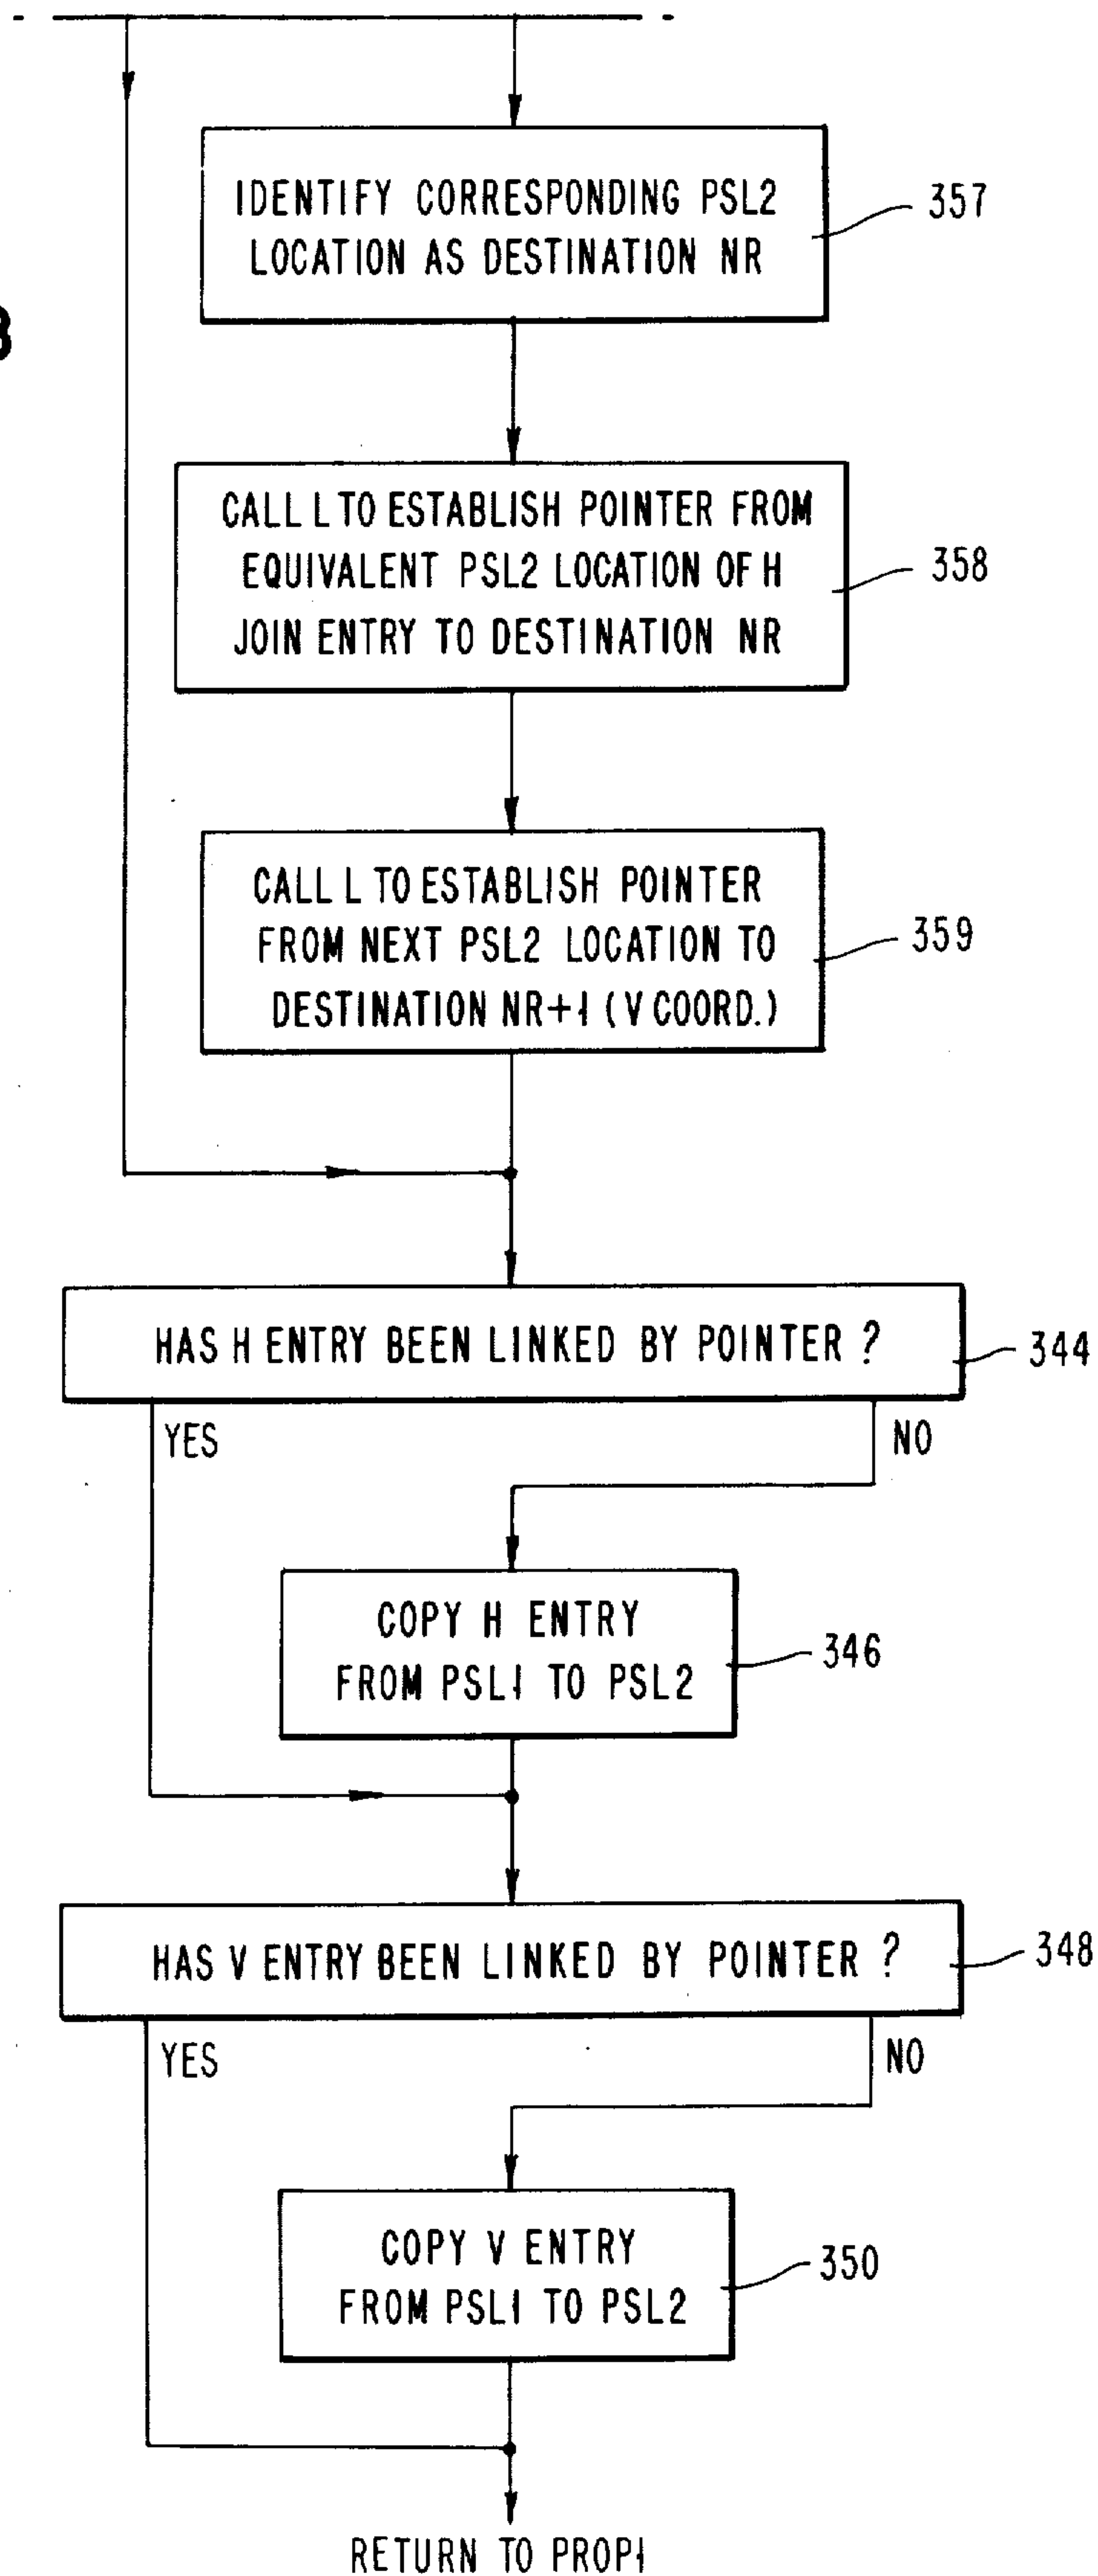 IDENTIFY CORRESPONDING PSL2
LOCATION AS DESTINATION NR
357
CALL L TO ESTABLISH POINTER FROM
EQUIVALENT PSL2 LOCATION OF H
JOIN ENTRY TO DESTINATION NR
358
CALL L TO ESTABLISH POINTER
FROM NEXT PSL2 LOCATION TO
DESTINATION NR+1 (V COORD.)
359
HAS H ENTRY BEEN LINKED BY POINTER ?
344
YES
NO
COPY H ENTRY
FROM PSL1 TO PSL2
346
HAS V ENTRY BEEN LINKED BY POINTER ?
348
YES
NO
COPY V ENTRY
FROM PSL1 TO PSL2
350
RETURN TO PROP1